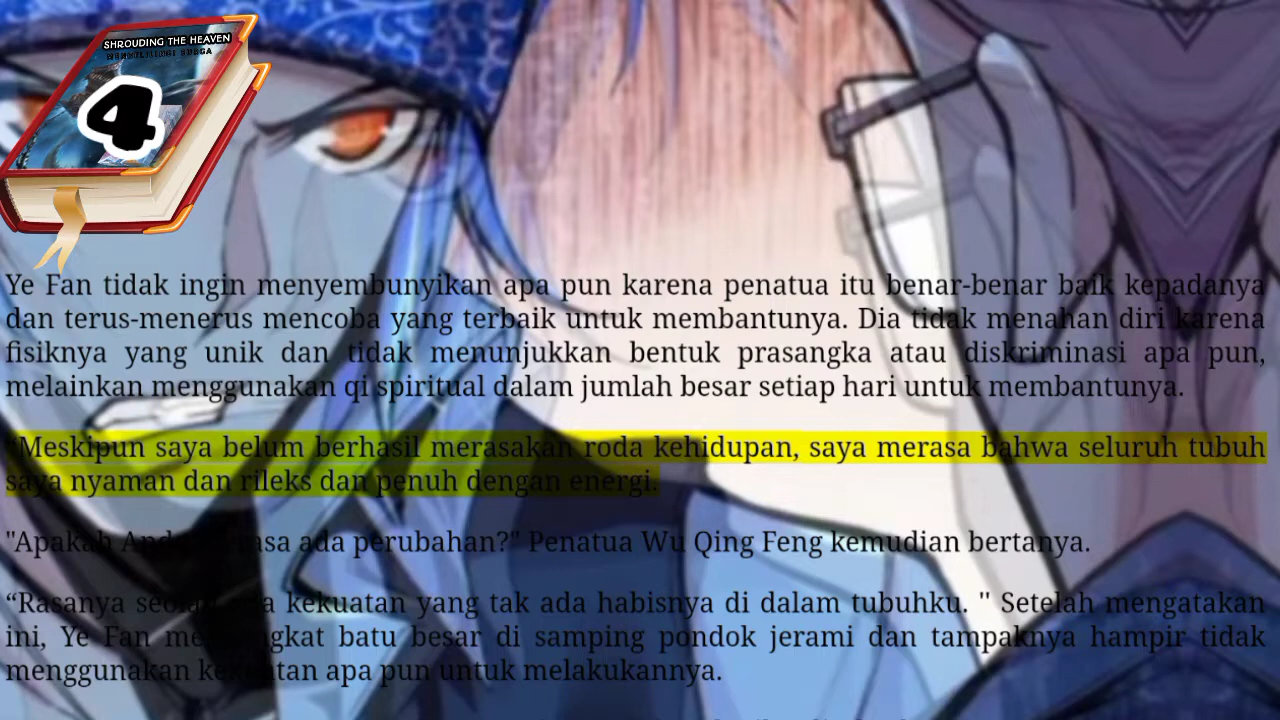 SHROUDING THE HEAVEN
4
Ye Fan tidak ingin menyembunyikan apa pun karena penatua itu benar-benar baik kepadanya
dan terus-menerus mencoba yang terbaik untuk membantunya. Dia tidak menahan diri karena
fisiknya yang unik dan tidak menunjukkan bentuk prasangka atau diskriminasi apa pun,
melainkan menggunakan qi spiritual dalam jumlah besar setiap hari untuk membantunya.
“Meskipun saya belum berhasil merasakan roda kehidupan, saya merasa bahwa seluruh tubuh
saya nyaman dan rileks dan penuh dengan energi.
"Apakah Anda merasa ada perubahan?" Penatua Wu Qing Feng kemudian bertanya.
“Rasanya seolah ada kekuatan yang tak ada habisnya di dalam tubuhku. " Setelah mengatakan
ini, Ye Fan mengangkat batu besar di samping pondok jerami dan tampaknya hampir tidak
menggunakan kekuatan apa pun untuk melakukannya.